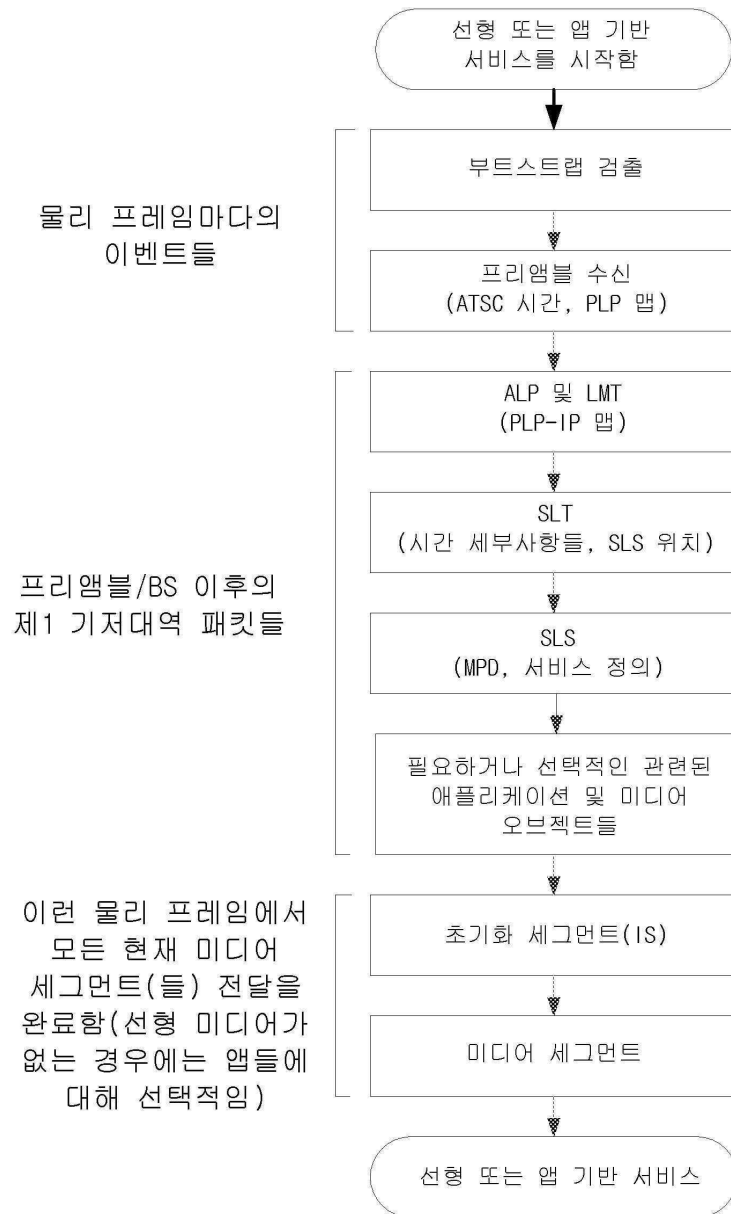 선형 또는 앱 기반
서비스를 시작함
물리 프레임마다의
이벤트들
부트스트랩 검출
프리앰블 수신
(ATSC 시간, PLP 맵)
프리앰블/BS 이후의
제1 기저대역 패킷들
ALP 및 LMT
(PLP-IP 맵)
SLT
(시간 세부사항들, SLS 위치)
SLS
(MPD, 서비스 정의)
필요하거나 선택적인 관련된
애플리케이션 및 미디어
오브젝트들
이런 물리 프레임에서
모든 현재 미디어
세그먼트(들) 전달을
완료함(선형 미디어가
없는 경우에는 앱들에
대해 선택적임)
초기화 세그먼트(IS)
미디어 세그먼트
선형 또는 앱 기반 서비스